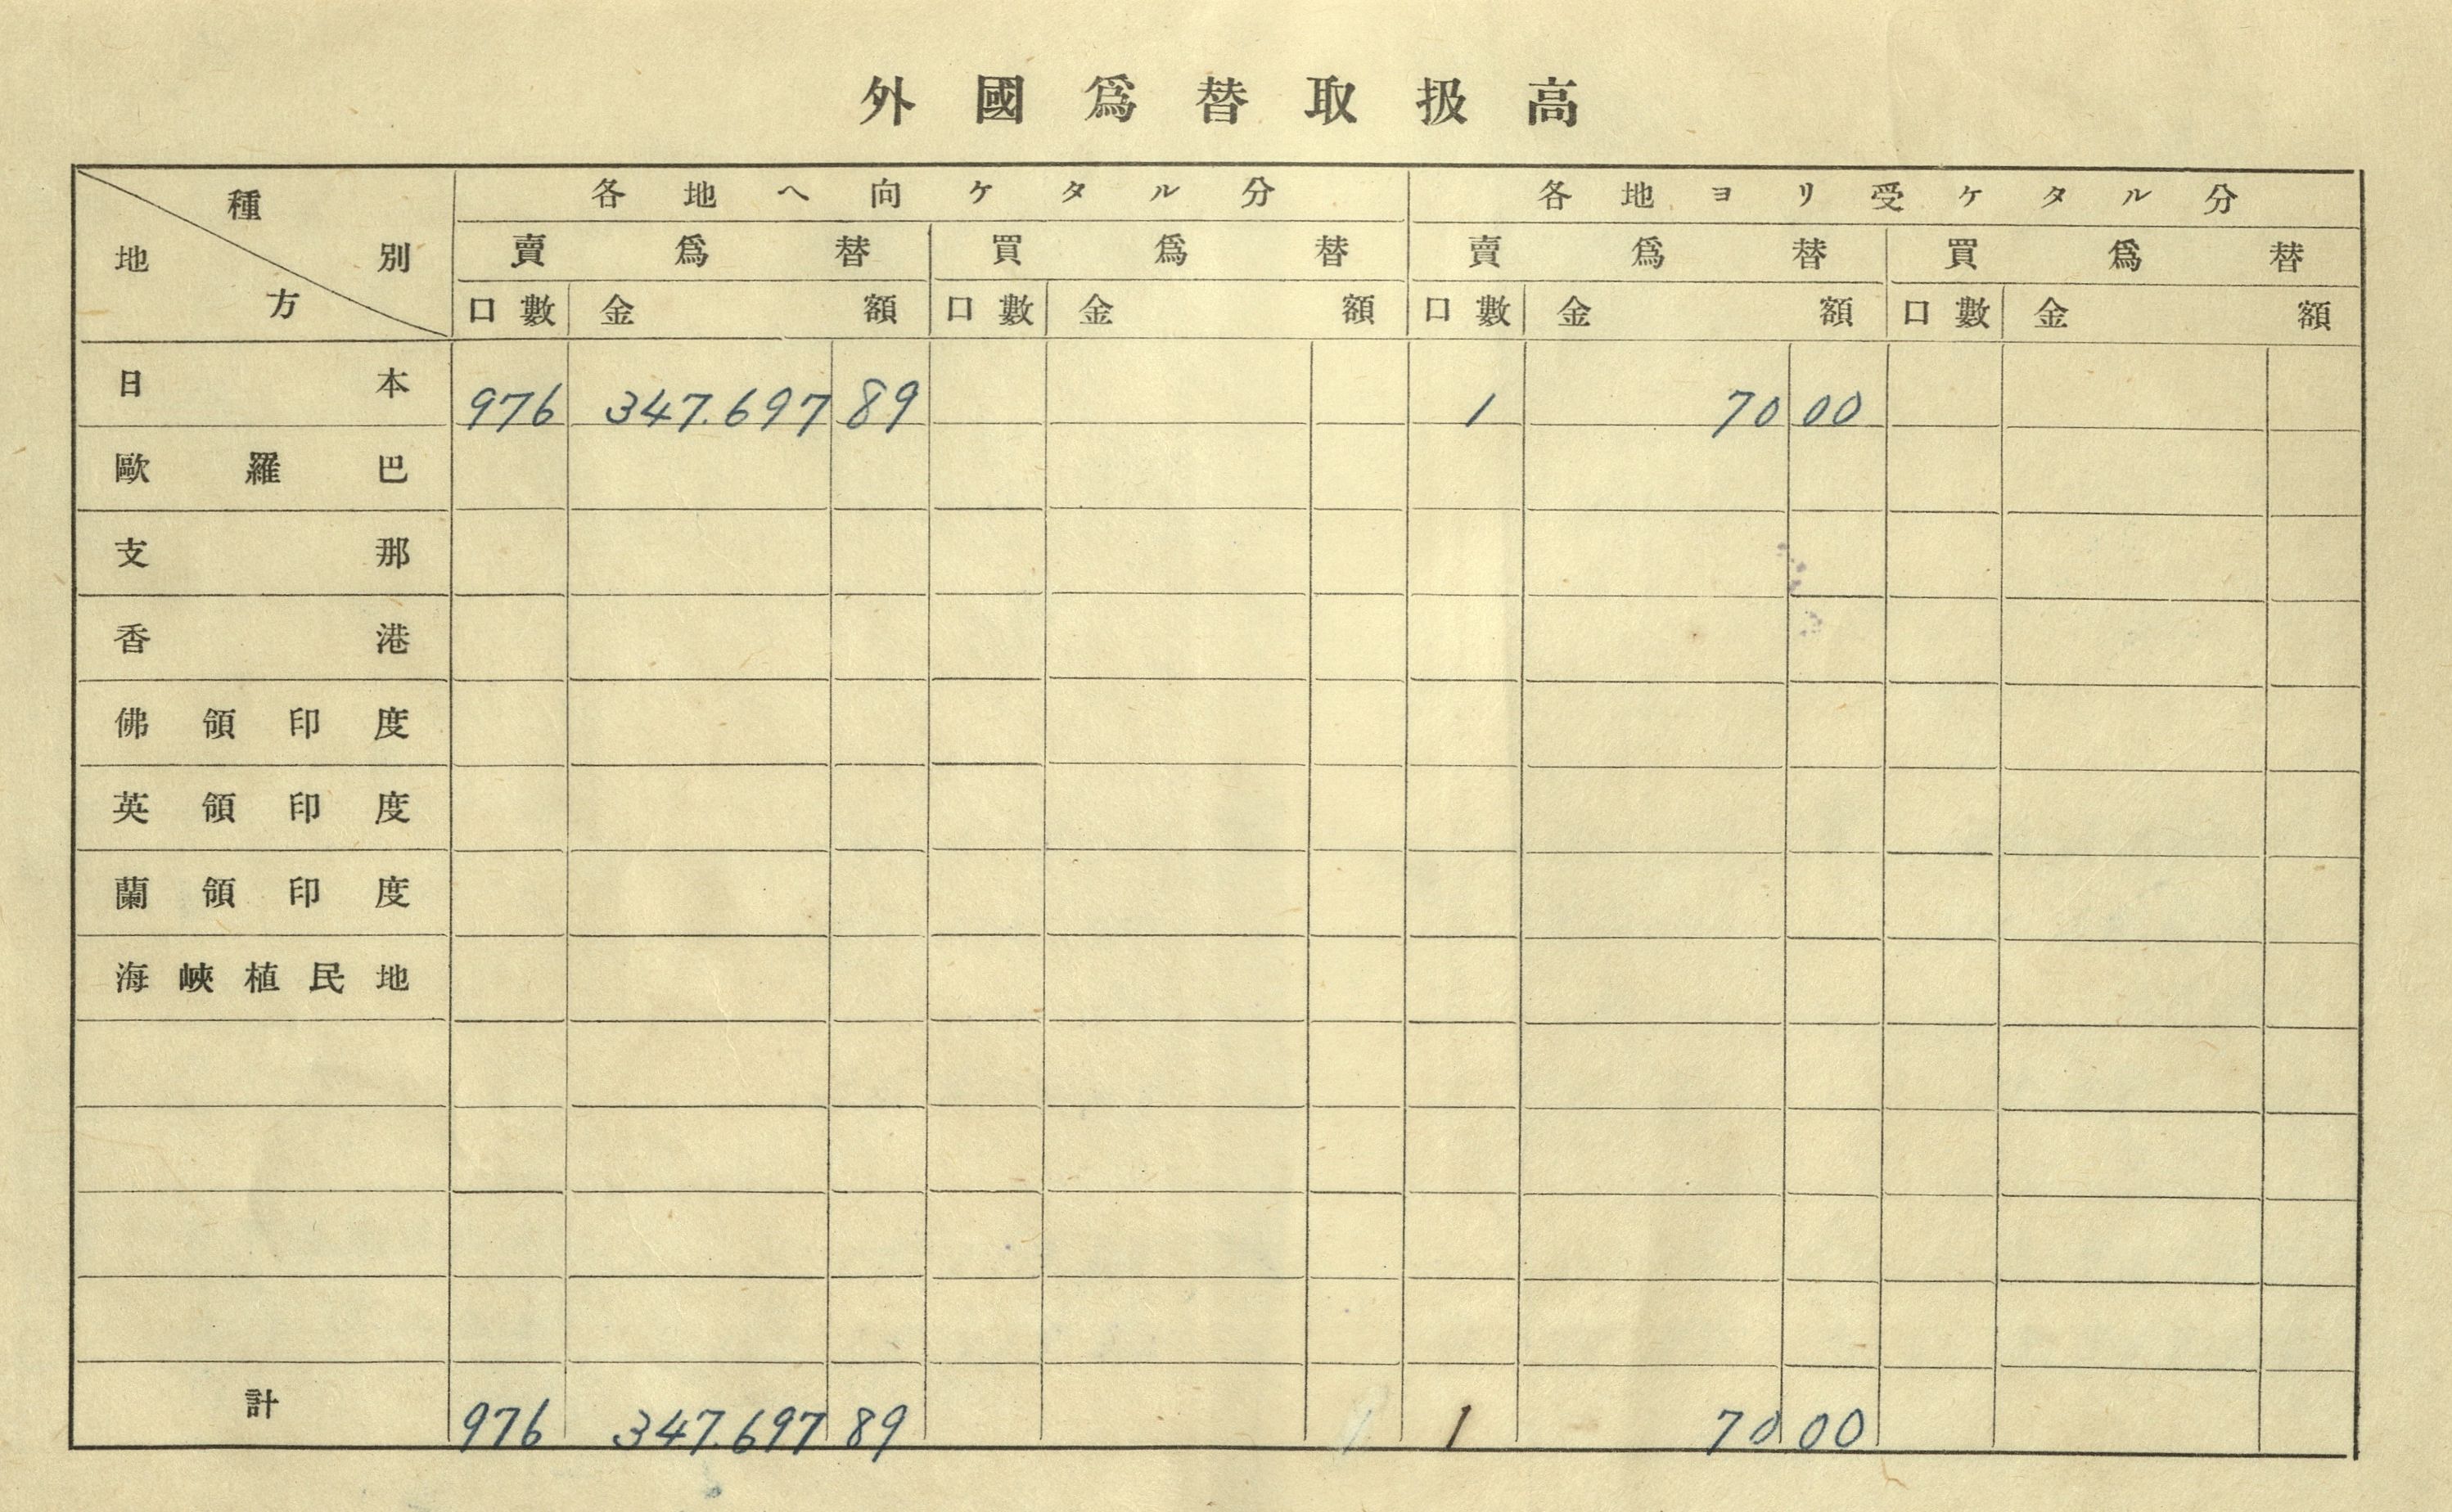 外國爲替取扱高
種別 地方 各地ヘ向ケタル分 各地ヨリ受ケタル分
賣爲替 買爲替 賣爲替 買爲替
口數 金額 口數 金額 口數 金額 口數 金額
日本 976 347.697 89 1 70 00
歐羅巴
支那
香港
佛領印度
英領印度
蘭領印度
海峽植民地
計 976 347.697 89 1 70 00